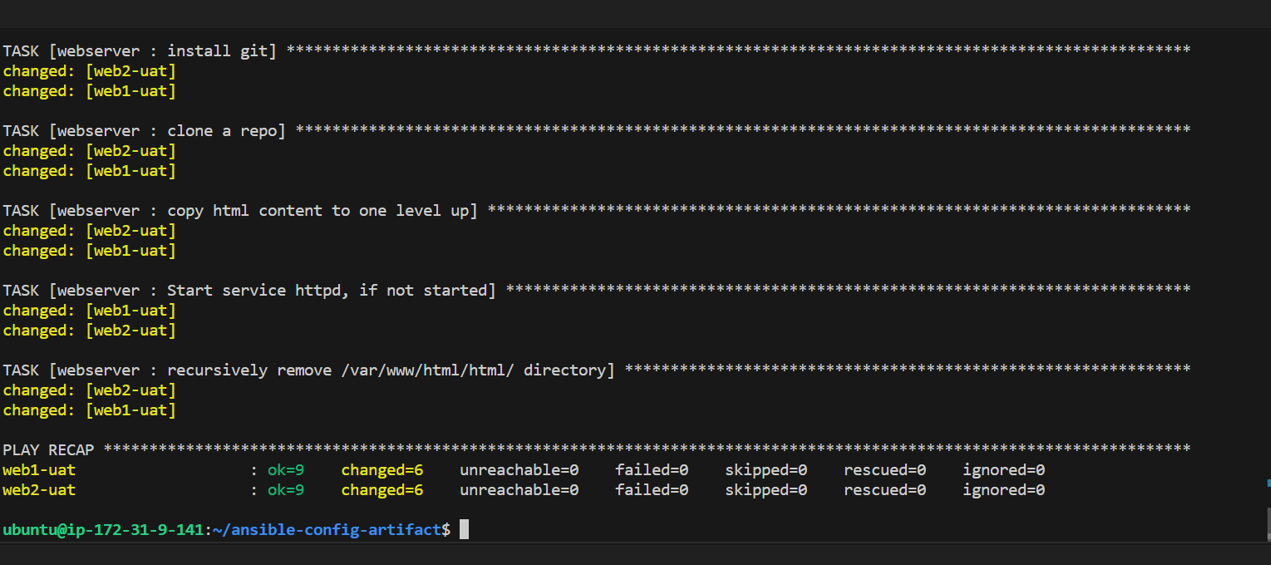 TASK [webserver : install git] ***************************************************************************************************
changed: [web2-uat]
changed: [web1-uat]
TASK [webserver : clone a repo] **************************************************************************************************
changed: [web2-uat]
changed: [web1-uat]
TASK [webserver : copy html content to one level up] *****************************************************************************
changed: [web2-uat]
changed: [web1-uat]
TASK [webserver : Start service httpd, if not started] ***************************************************************************
changed: [web1-uat]
changed: [web2-uat]
TASK [webserver : recursively remove /var/www/html/html/ directory] **************************************************************
changed: [web2-uat]
changed: [web1-uat]
PLAY RECAP ***********************************************************************************************************************
web1-uat : ok=9 changed=6 unreachable=0 failed=0 skipped=0 rescued=0 ignored=0
web2-uat : ok=9 changed=6 unreachable=0 failed=0 skipped=0 rescued=0 ignored=0
ubuntu@ip-172-31-9-141:~/ansible-config-artifact$